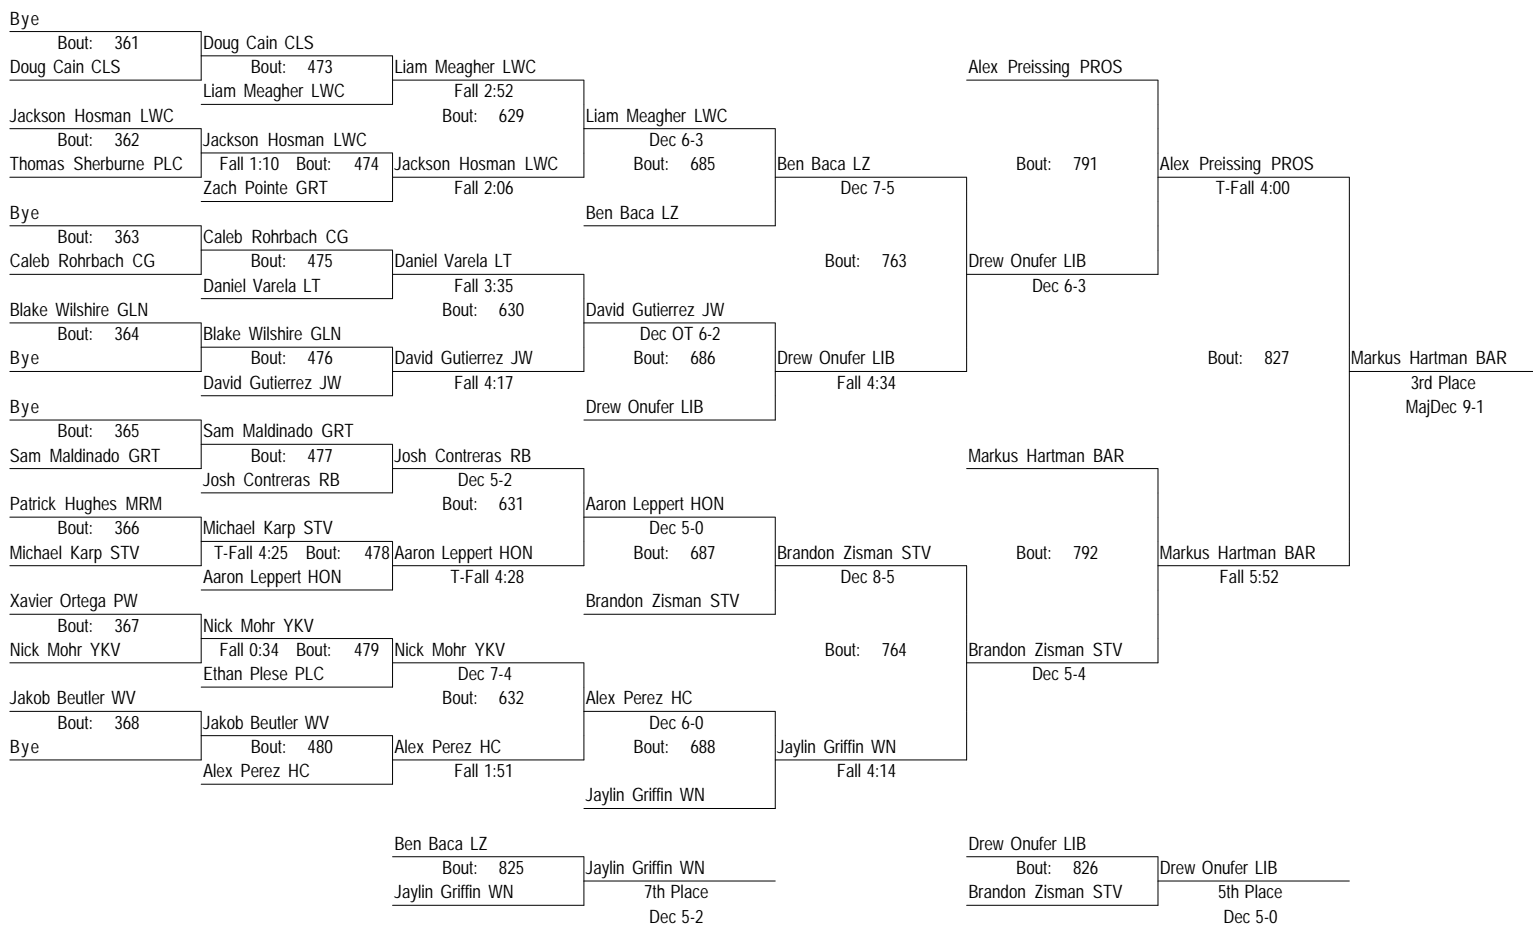 Bye
Bout: 361
Doug Cain CLS
Doug Cain CLS
Bout: 473
Liam Meagher LWC
Liam Meagher LWC
Fall 2:52
Bout: 629
Alex Preissing PROS
Jackson Hosman LWC
Bout: 362
Thomas Sherburne PLC
Jackson Hosman LWC
Fall 1:10 Bout: 474
Zach Pointe GRT
Jackson Hosman LWC
Fall 2:06
Liam Meagher LWC
Dec 6-3
Bout: 685
Ben Baca LZ
Ben Baca LZ
Dec 7-5
Bout: 791
Alex Preissing PROS
T-Fall 4:00
Bye
Bout: 363
Caleb Rohrbach CG
Caleb Rohrbach CG
Bout: 475
Daniel Varela LT
Daniel Varela LT
Fall 3:35
Bout: 630
Bout: 763
Drew Onufer LIB
Dec 6-3
Blake Wilshire GLN
Bout: 364
Bye
Blake Wilshire GLN
Bout: 476
David Gutierrez JW
David Gutierrez JW
Fall 4:17
David Gutierrez JW
Dec OT 6-2
Bout: 686
Drew Onufer LIB
Drew Onufer LIB
Fall 4:34
Bout: 827
Markus Hartman BAR
3rd Place
MajDec 9-1
Bye
Bout: 365
Sam Maldinado GRT
Sam Maldinado GRT
Bout: 477
Josh Contreras RB
Josh Contreras RB
Dec 5-2
Bout: 631
Markus Hartman BAR
Patrick Hughes MRM
Bout: 366
Michael Karp STV
Michael Karp STV
T-Fall 4:25 Bout: 478
Aaron Leppert HON
Aaron Leppert HON
T-Fall 4:28
Aaron Leppert HON
Dec 5-0
Bout: 687
Brandon Zisman STV
Brandon Zisman STV
Dec 8-5
Bout: 792
Markus Hartman BAR
Fall 5:52
Xavier Ortega PW
Bout: 367
Nick Mohr YKV
Nick Mohr YKV
Fall 0:34 Bout: 479
Ethan Plese PLC
Nick Mohr YKV
Dec 7-4
Bout: 632
Bout: 764
Brandon Zisman STV
Dec 5-4
Jakob Beutler WV
Bout: 368
Bye
Jakob Beutler WV
Bout: 480
Alex Perez HC
Alex Perez HC
Fall 1:51
Alex Perez HC
Dec 6-0
Bout: 688
Jaylin Griffin WN
Jaylin Griffin WN
Fall 4:14
Ben Baca LZ
Bout: 825
Jaylin Griffin WN
Jaylin Griffin WN
7th Place
Dec 5-2
Drew Onufer LIB
Bout: 826
Brandon Zisman STV
Drew Onufer LIB
5th Place
Dec 5-0